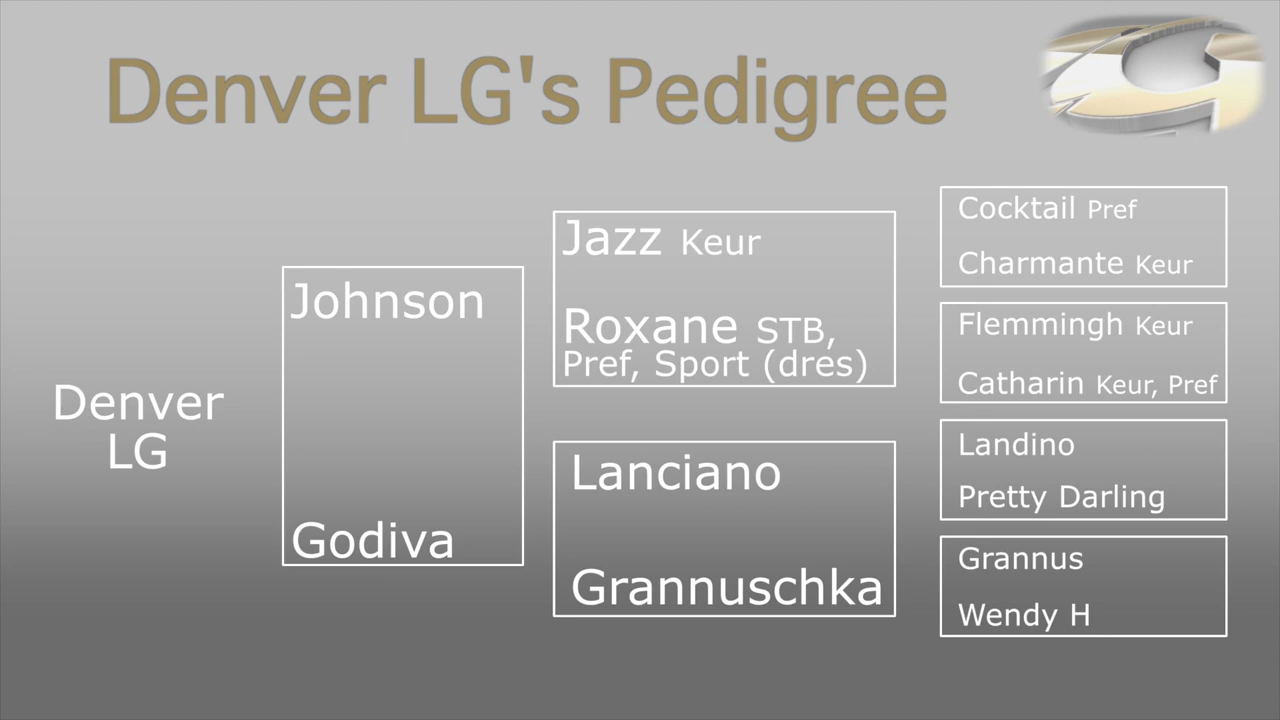 Denver LG's Pedigree
Denver
LG
Johnson
Godiva
Jazz Keur
Roxane STB,
Pref, Sport (dres)
Lanciano
Grannuschka
Cocktail Pref
Charmante Keur
Flemmingh Keur
Catharin Keur, Pref
Landino
Pretty Darling
Grannus
Wendy H